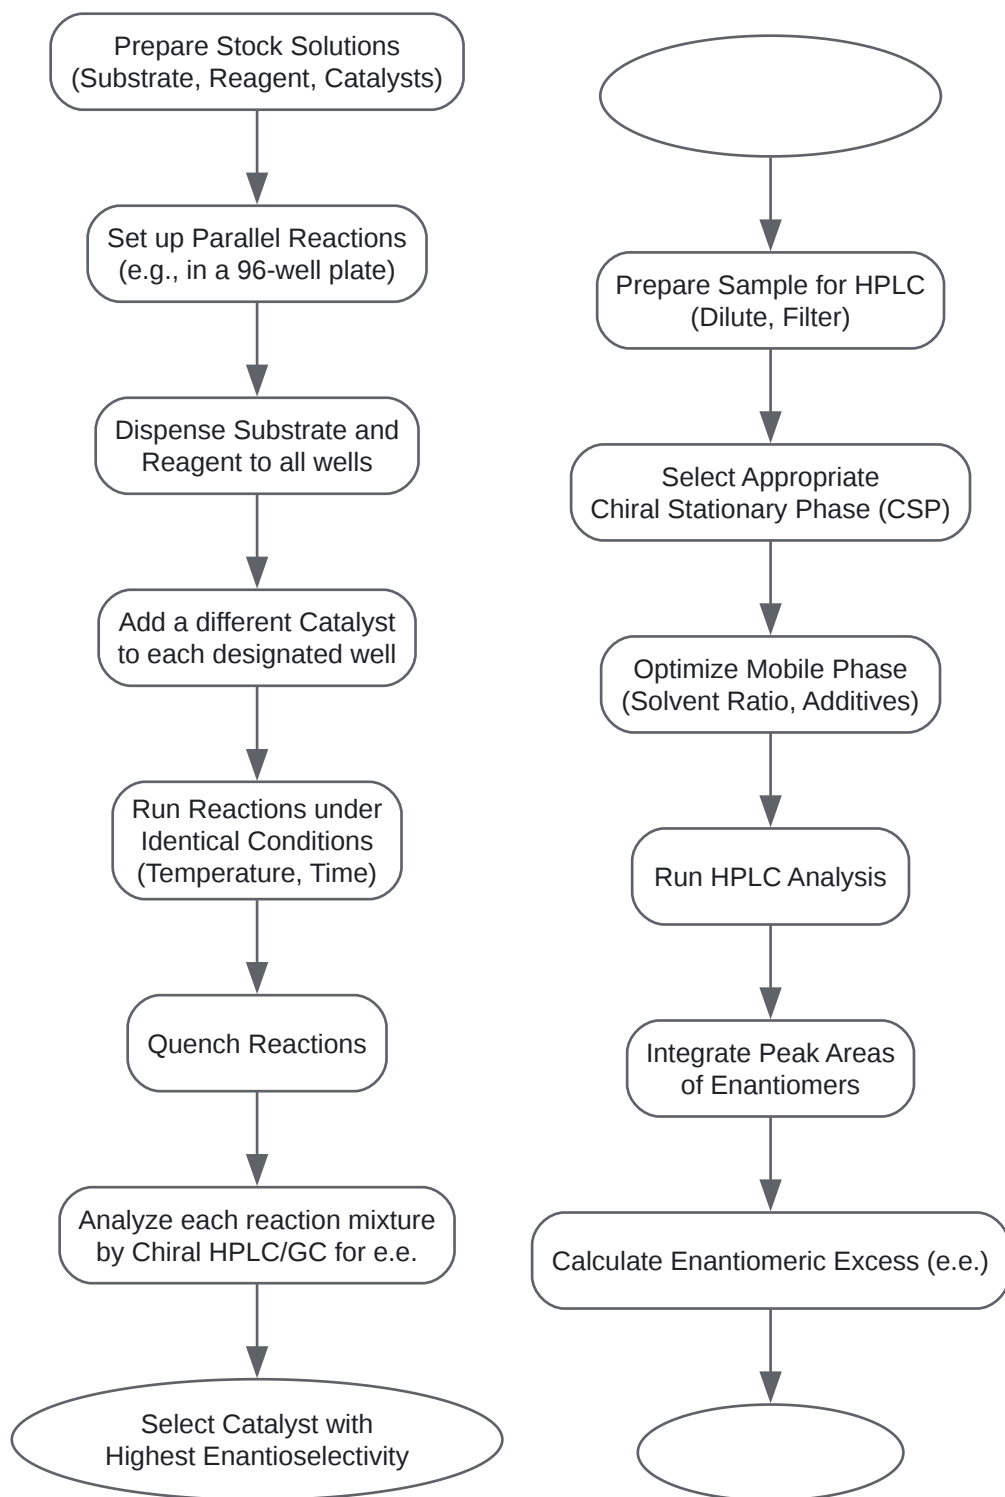 Prepare Stock Solutions
(Substrate, Reagent, Catalysts)
Set up Parallel Reactions
(e.g., in a 96-well plate)
Dispense Substrate and
Reagent to all wells
Add a different Catalyst
to each designated well
Run Reactions under
Identical Conditions
(Temperature, Time)
Quench Reactions
Analyze each reaction mixture
by Chiral HPLC/GC for e.e.
Select Catalyst with
Highest Enantioselectivity
Prepare Sample for HPLC
(Dilute, Filter)
Select Appropriate
Chiral Stationary Phase (CSP)
Optimize Mobile Phase
(Solvent Ratio, Additives)
Run HPLC Analysis
Integrate Peak Areas
of Enantiomers
Calculate Enantiomeric Excess (e.e.)